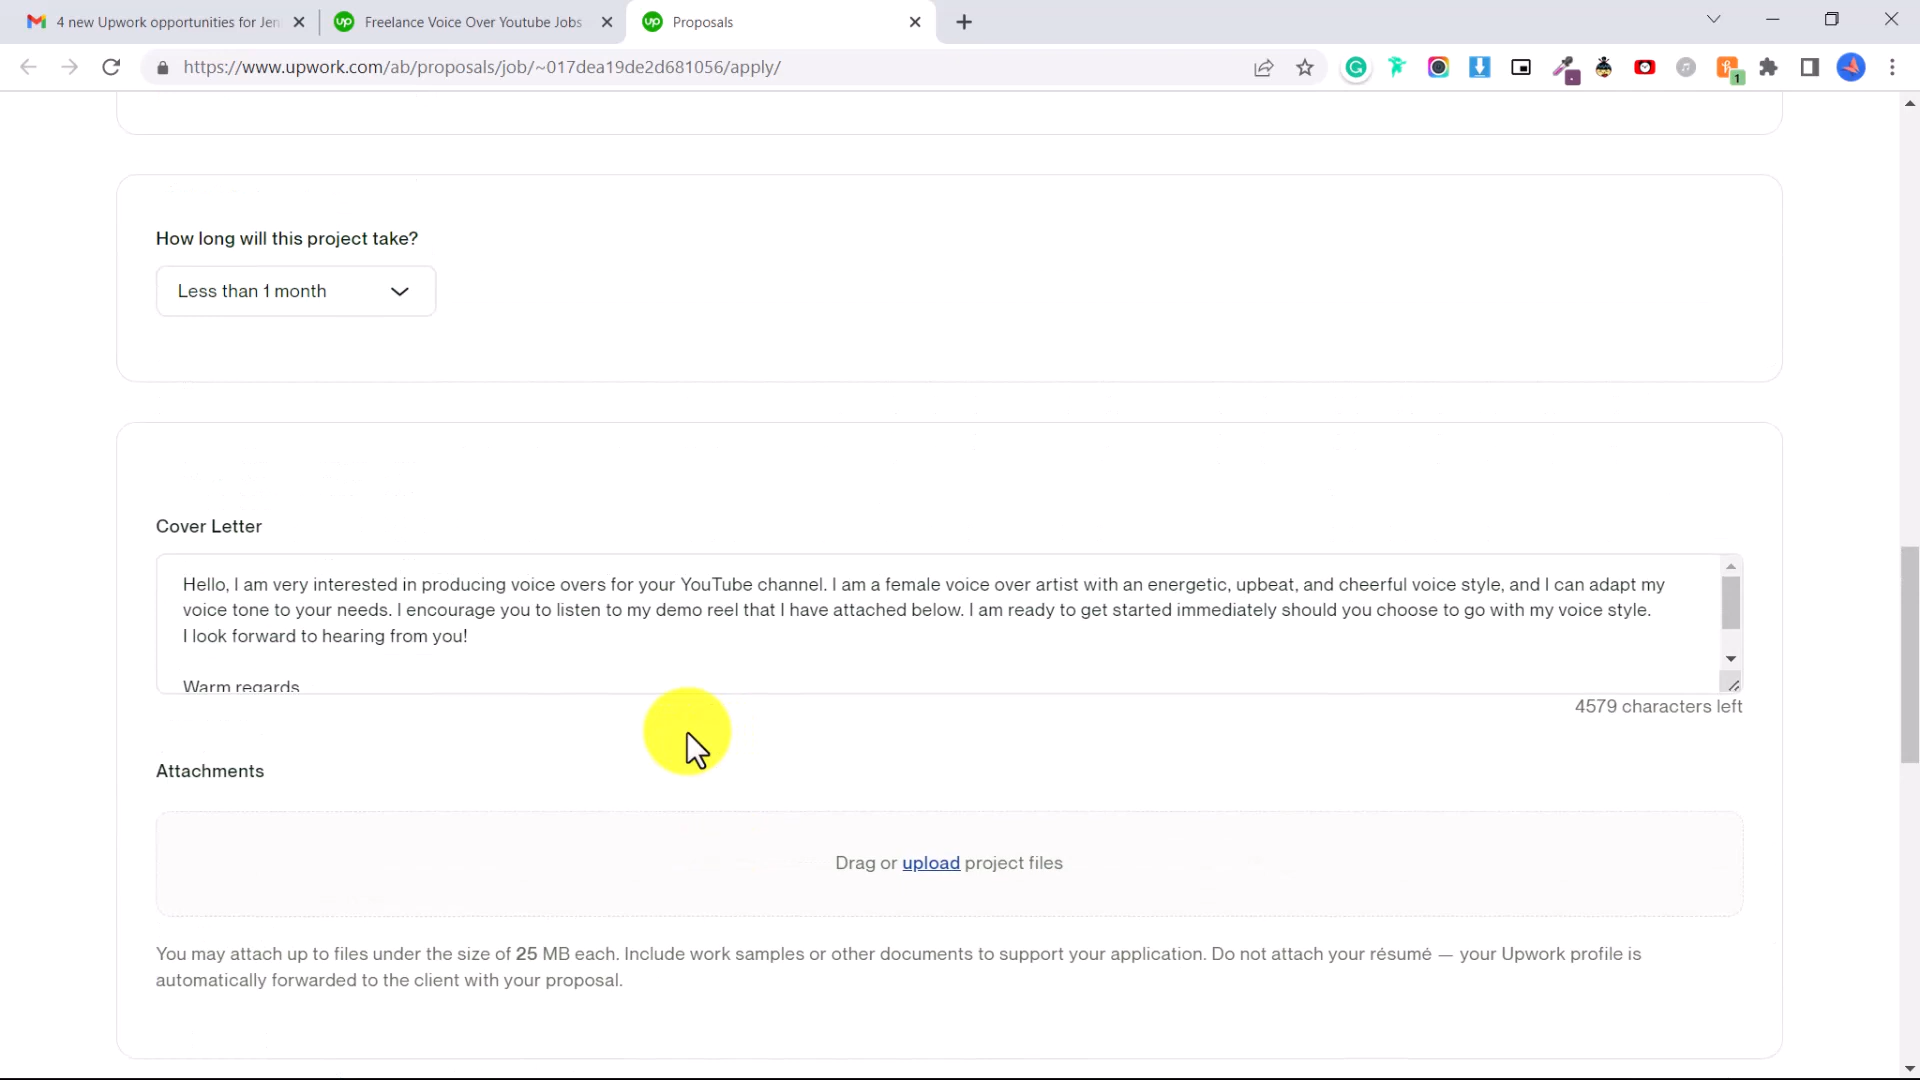 4 new Upwork opportunities for Jen
Freelance Voice Over Youtube Jobs
Proposals
https://www.upwork.com/ab/proposals/job/~017dea19de2d681056/apply/
1
How long will this project take?
Less than 1 month
Cover Letter
Hello, I am very interested in producing voice overs for your YouTube channel. I am a female voice over artist with an energetic, upbeat, and cheerful voice style, and I can adapt my
voice tone to your needs. I encourage you to listen to my demo reel that I have attached below. I am ready to get started immediately should you choose to go with my voice style.
I look forward to hearing from you!
Warm regards
4579 characters left
Attachments
Drag or upload project files
You may attach up to files under the size of 25 MB each. Include work samples or other documents to support your application. Do not attach your résumé — your Upwork profile is
automatically forwarded to the client with your proposal.